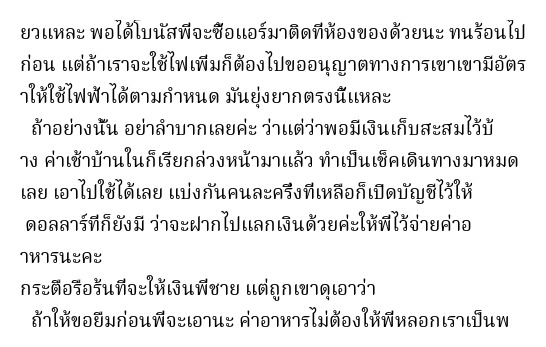 ยวแหละ พอได้โบนัสพี่จะซื้อแอร์มาติดที่ห้องของด้วยนะ ทนร้อนไป
ก่อน แต่ถ้าเราจะใช้ไฟเพิ่มก็ต้องไปขออนุญาตทางการเขาเขามีอัตร
าให้ใช้ไฟฟ้าได้ตามกำหนด มันยุ่งยากตรงนี้แหละ
ถ้าอย่างนั้น อย่าลำบากเลยค่ะ ว่าแต่ว่าพอมีเงินเก็บสะสมไว้บ้
าง ค่าเช้าบ้านในก็เรียกล่วงหน้ามาแล้ว ทำเป็นเช็คเดินทางมาหมด
เลย เอาไปใช้ได้เลย แบ่งกันคนละครึ่งที่เหลือก็เปิดบัญชีไว้ให้
ดอลลาร์ที่ก็ยังมี ว่าจะฝากไปแลกเงินด้วยค่ะให้พี่ไว้จ่ายค่าอ
าหารนะคะ
กระตือรือร้นที่จะให้เงินพี่ชาย แต่ถูกเขาดุเอาว่า
ถ้าให้ขอยืมก่อนพี่จะเอานะ ค่าอาหารไม่ต้องให้พี่หลอกเราเป็นพ